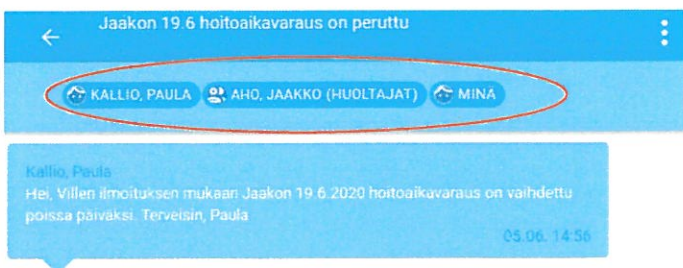 Jaakon 19.6 hoitoaikavaraus on peruttu
KALLIO, PAULA AHO, JAAKKO (HUOLTAJAT) MINÄ
Kallio, Paula
Hei, Villen ilmoituksen mukaan Jaakon 19.6.2020 hoitoaikavaraus on vaihdettu
poissa päiväksi. Terveisin, Paula
05.06. 14:56